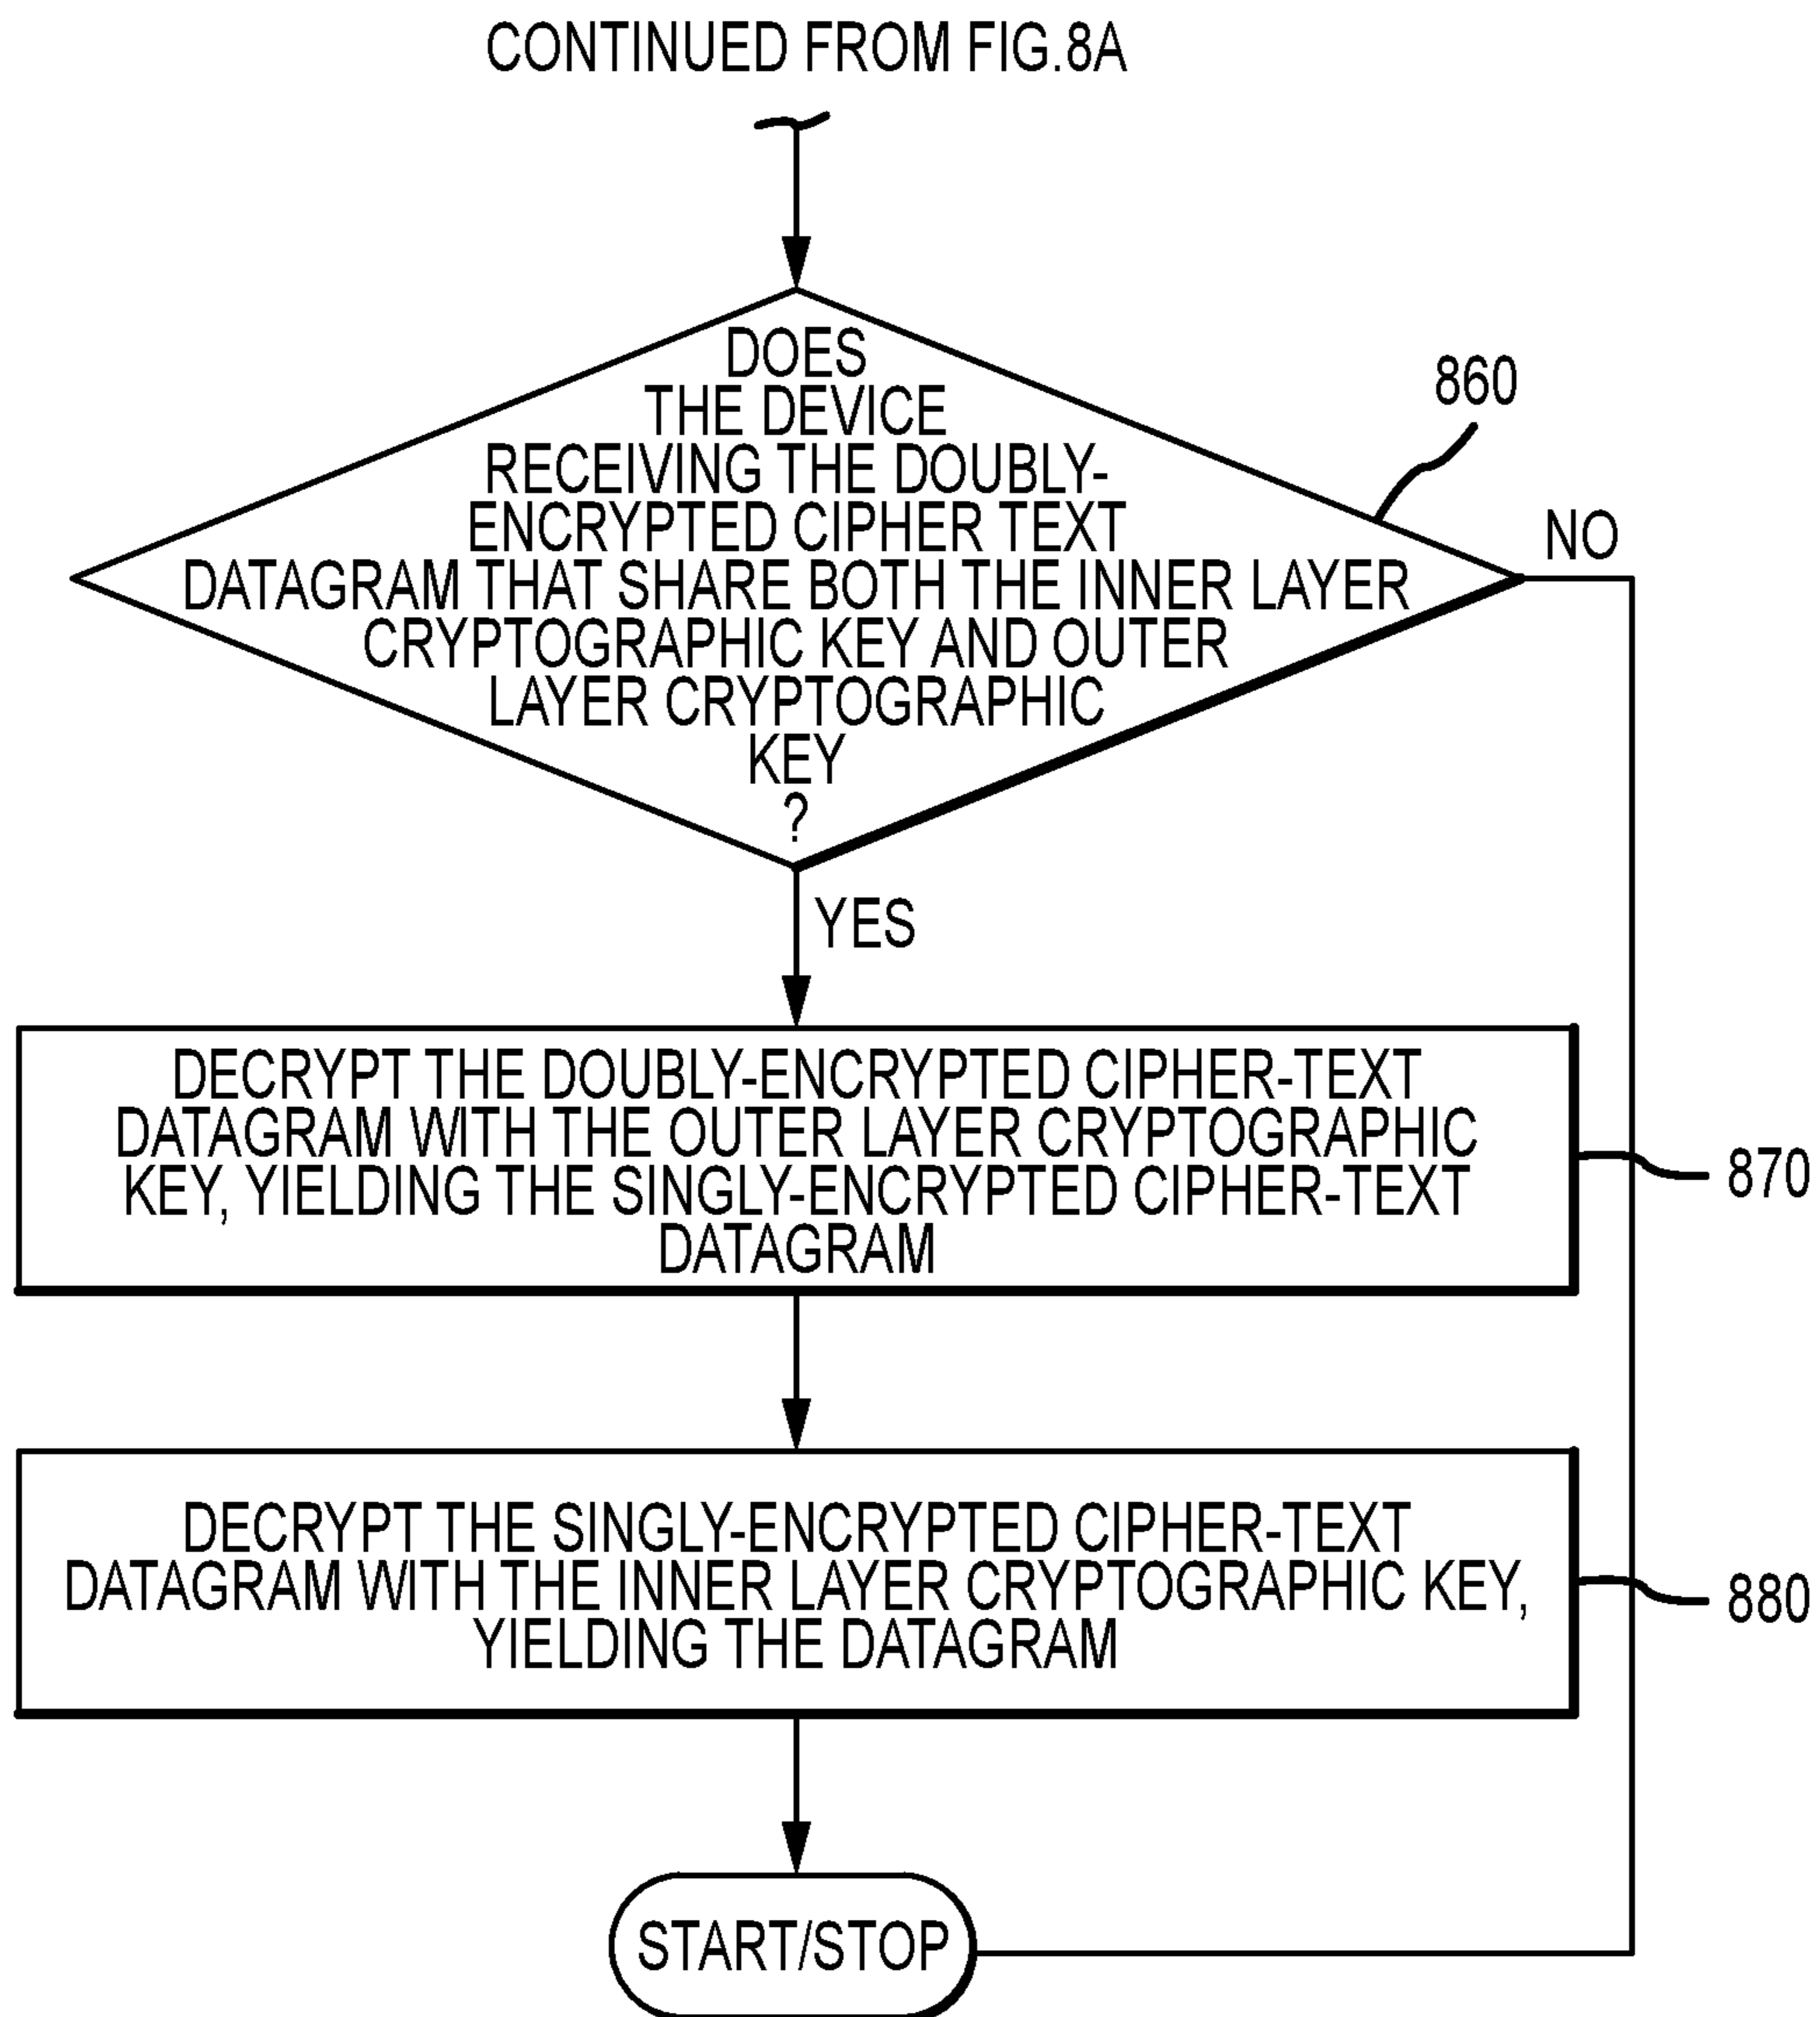 CONTINUED FROM FIG.8A
DOES
THE DEVICE
RECEIVING THE DOUBLY-
ENCRYPTED CIPHER TEXT
DATAGRAM THAT SHARE BOTH THE INNER LAYER
CRYPTOGRAPHIC KEY AND OUTER
LAYER CRYPTOGRAPHIC
KEY
?
860
NO
YES
DECRYPT THE DOUBLY-ENCRYPTED CIPHER-TEXT
DATAGRAM WITH THE OUTER LAYER CRYPTOGRAPHIC
KEY, YIELDING THE SINGLY-ENCRYPTED CIPHER-TEXT
DATAGRAM
870
DECRYPT THE SINGLY-ENCRYPTED CIPHER-TEXT
DATAGRAM WITH THE INNER LAYER CRYPTOGRAPHIC KEY,
YIELDING THE DATAGRAM
880
START/STOP